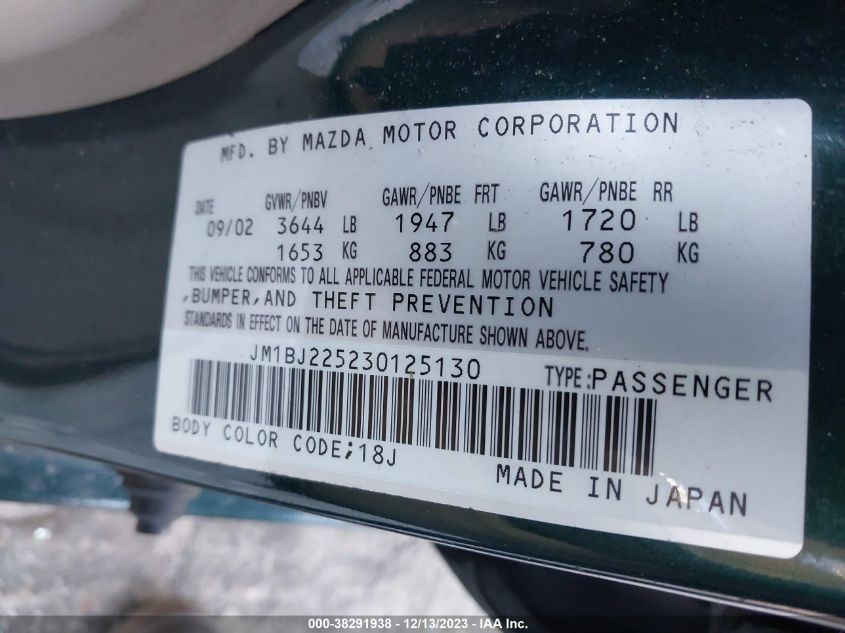 MFD. BY MAZDA MOTOR CORPORATION
DATE GVWR/PNBV GAWR/PNBE FRT GAWR/PNBE RR
09/02 3644 LB 1947 LB 1720 LB
1653 KG 883 KG 780 KG
THIS VEHICLE CONFORMS TO ALL APPLICABLE FEDERAL MOTOR VEHICLE SAFETY
,BUMPER,AND THEFT PREVENTION
STANDARDS IN EFFECT ON THE DATE OF MANUFACTURE SHOWN ABOVE.
JM1BJ225230125130 TYPE:PASSENGER
BODY COLOR CODE;18J
MADE IN JAPAN
000-38291938 - 12/13/2023 - IAA Inc.